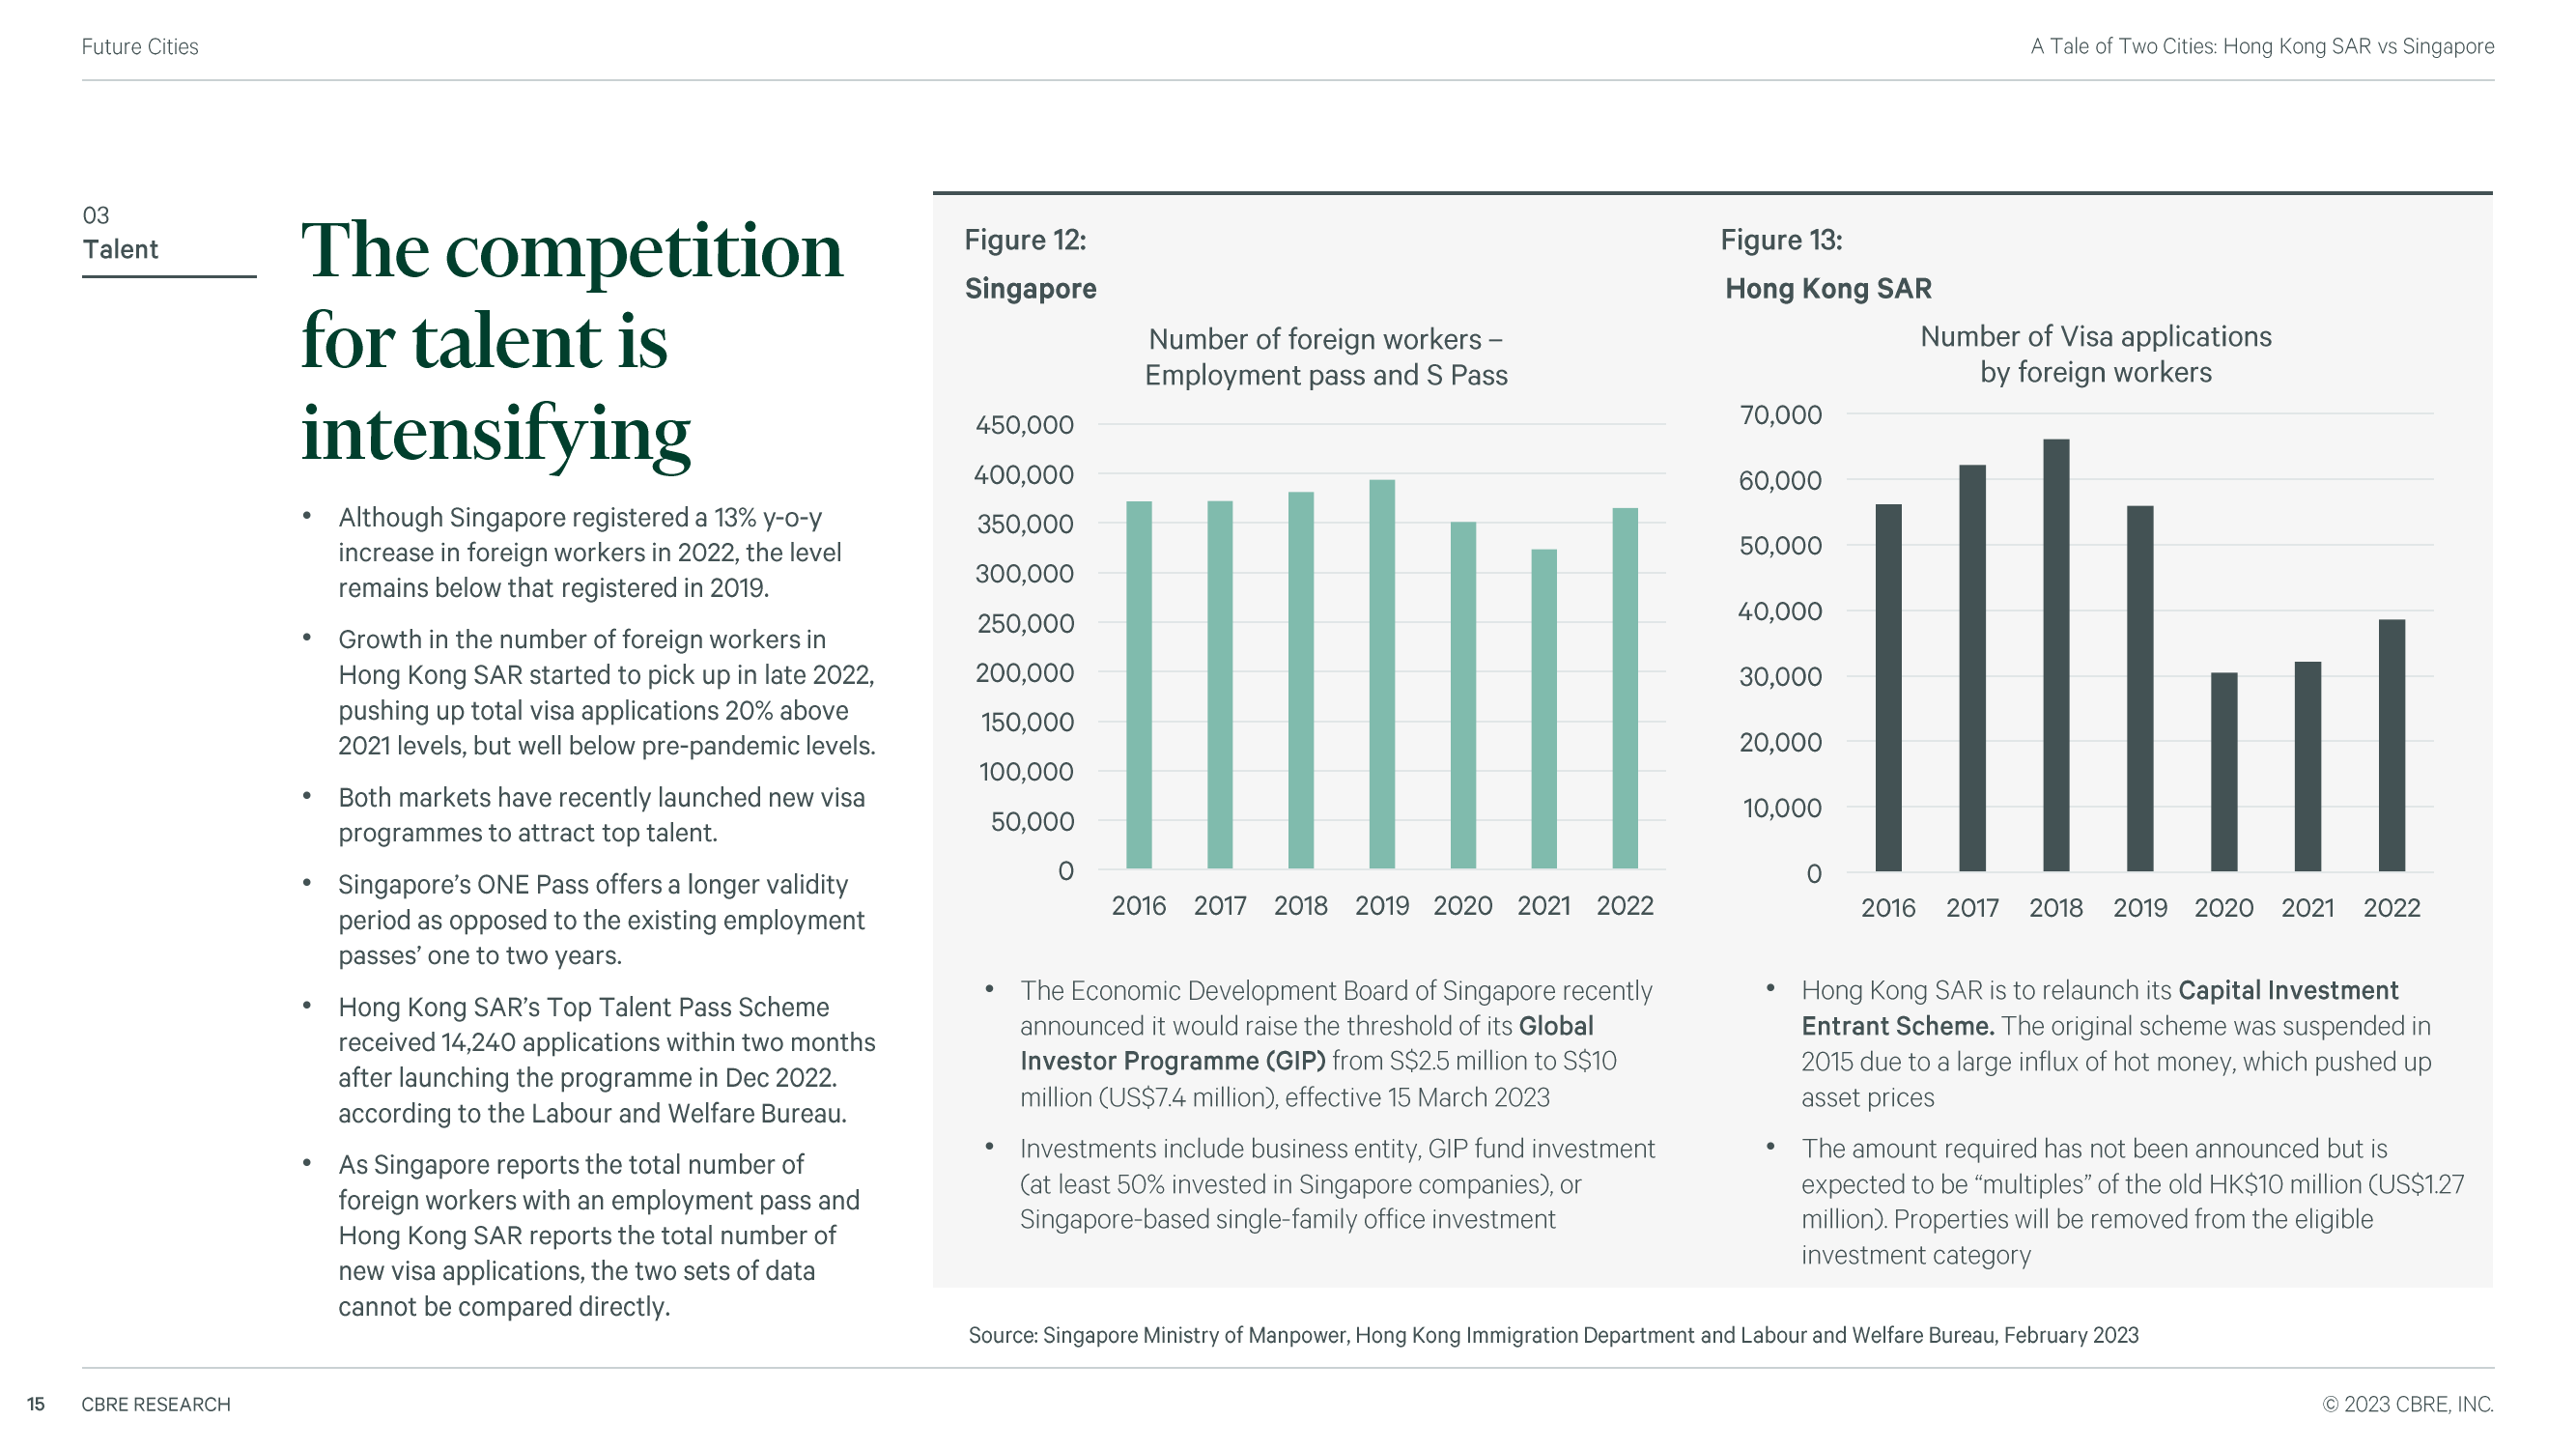 Future Cities
A Tale of Two Cities: Hong Kong SAR vs Singapore
03
Talent
The competition
for talent is
intensifying
• Although Singapore registered a 13% y-o-y
increase in foreign workers in 2022, the level
remains below that registered in 2019.
• Growth in the number of foreign workers in
Hong Kong SAR started to pick up in late 2022,
pushing up total visa applications 20% above
2021 levels, but well below pre-pandemic levels.
• Both markets have recently launched new visa
programmes to attract top talent.
• Singapore’s ONE Pass offers a longer validity
period as opposed to the existing employment
passes’ one to two years.
• Hong Kong SAR’s Top Talent Pass Scheme
received 14,240 applications within two months
after launching the programme in Dec 2022.
according to the Labour and Welfare Bureau.
• As Singapore reports the total number of
foreign workers with an employment pass and
Hong Kong SAR reports the total number of
new visa applications, the two sets of data
cannot be compared directly.
Figure 12:
Singapore
Number of foreign workers –
Employment pass and S Pass
450,000
400,000
350,000
300,000
250,000
200,000
150,000
100,000
50,000
0
2016 2017 2018 2019 2020 2021 2022
• The Economic Development Board of Singapore recently
announced it would raise the threshold of its Global
Investor Programme (GIP) from S$2.5 million to S$10
million (US$7.4 million), effective 15 March 2023
• Investments include business entity, GIP fund investment
(at least 50% invested in Singapore companies), or
Singapore-based single-family office investment
Figure 13:
Hong Kong SAR
Number of Visa applications
by foreign workers
70,000
60,000
50,000
40,000
30,000
20,000
10,000
0
2016 2017 2018 2019 2020 2021 2022
• Hong Kong SAR is to relaunch its Capital Investment
Entrant Scheme. The original scheme was suspended in
2015 due to a large influx of hot money, which pushed up
asset prices
• The amount required has not been announced but is
expected to be “multiples” of the old HK$10 million (US$1.27
million). Properties will be removed from the eligible
investment category
Source: Singapore Ministry of Manpower, Hong Kong Immigration Department and Labour and Welfare Bureau, February 2023
15 CBRE RESEARCH
© 2023 CBRE, INC.